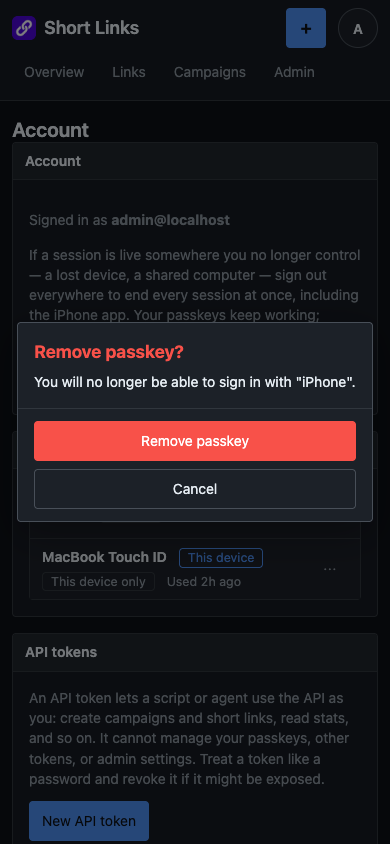 Short Links
+
A
Overview
Links
Campaigns
Admin
Account
Account
Signed in as admin@localhost
If a session is live somewhere you no longer control
— a lost device, a shared computer — sign out
everywhere to end every session at once, including
the iPhone app. Your passkeys keep working;
Remove passkey?
You will no longer be able to sign in with "iPhone".
Remove passkey
Cancel
MacBook Touch ID
This device
This device only
Used 2h ago
...
API tokens
An API token lets a script or agent use the API as
you: create campaigns and short links, read stats,
and so on. It cannot manage your passkeys, other
tokens, or admin settings. Treat a token like a
password and revoke it if it might be exposed.
New API token